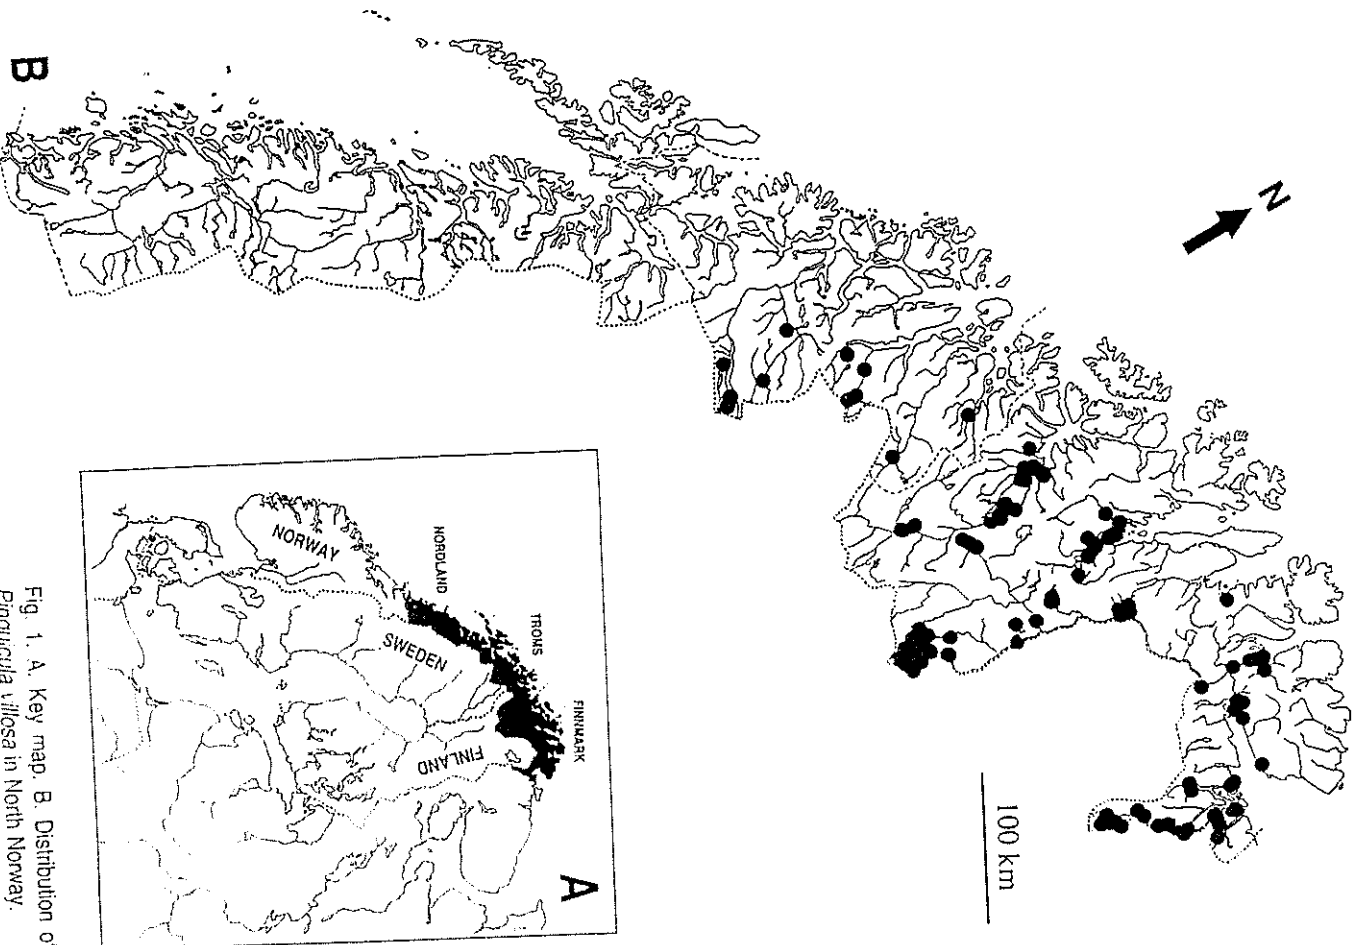 B
N
100 km
A
NORWAY
SWEDEN
FINLAND
NORDLAND
TROMS
FINNMARK
Fig. 1. A. Key map. B. Distribution of
Pinguicula villosa in North Norway.